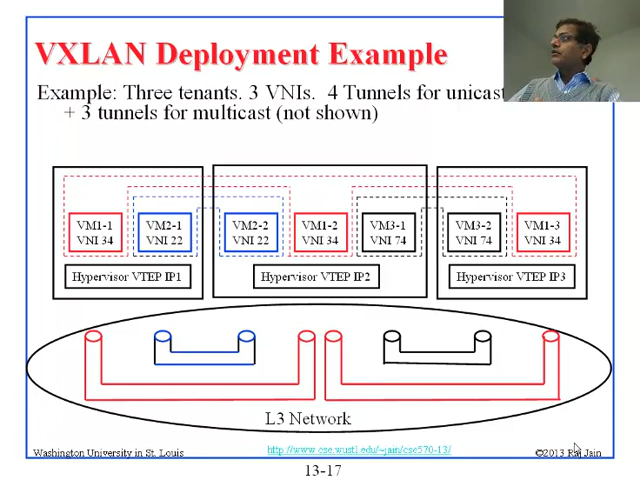 VXLAN Deployment Example
Example: Three tenants. 3 VNIs. 4 Tunnels for unicast
+ 3 tunnels for multicast (not shown)
VM1-1
VNI 34
VM2-1
VNI 22
VM2-2
VNI 22
VM1-2
VNI 34
VM3-1
VNI 74
VM3-2
VNI 74
VM1-3
VNI 34
Hypervisor VTEP IP1
Hypervisor VTEP IP2
Hypervisor VTEP IP3
L3 Network
Washington University in St. Louis
http://www.cse.wustl.edu/~jain/cse570-13/
©2013 Raj Jain
13-17